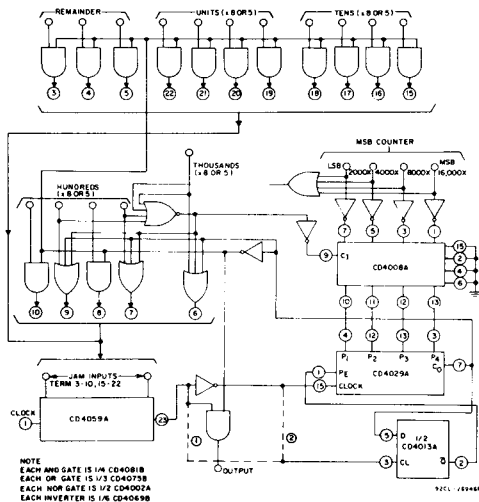 REMAINDER
UNITS (x 8 OR 5)
TENS (x 8 OR 5)
3 4 5 22 21 20 19 18 17 16 15
MSB COUNTER
THOUSANDS
(x 8 OR 5)
LSB
MSB
2000X 4000X 8000X 16,000X
HUNDREDS
(x 8 OR 5)
7 5 3 1
9 C1
CD4008A
15
2
4
6
10 9 8 7 6
10 11 12 13
4 12 13 3
P1 P2 P3 P4
1 PE
C0 7
CD4029A
15 CLOCK
JAM INPUTS
TERM 3-10, 15-22
CLOCK
1
CD4059A
23
1
2
5 D
1/2
CD4013A
3 CL
Q 2
OUTPUT
NOTE
EACH AND GATE IS 1/4 CD4081B
EACH OR GATE IS 1/3 CD4075B
EACH NOR GATE IS 1/2 CD4002A
EACH INVERTER IS 1/6 CD4069B